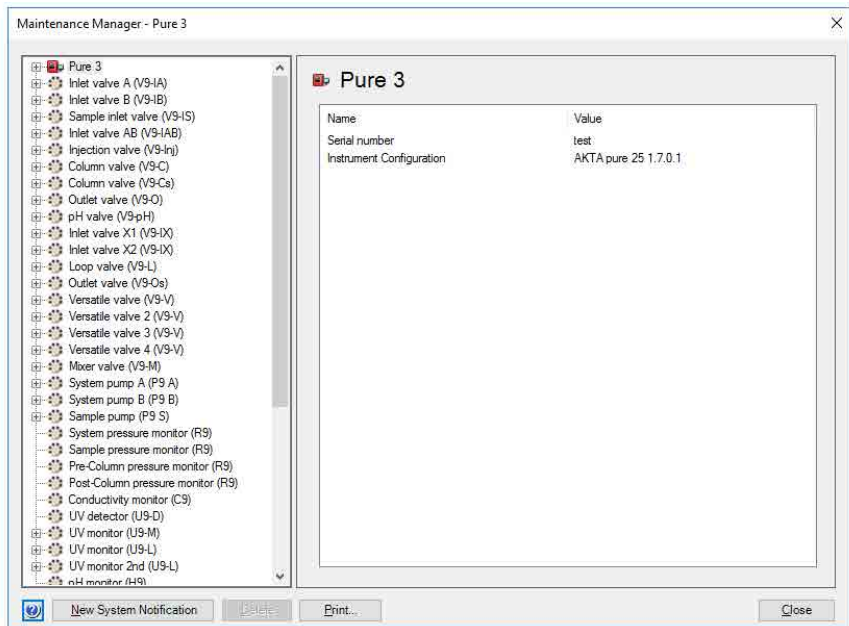 Maintenance Manager - Pure 3
Pure 3
Inlet valve A (V9-IA)
Inlet valve B (V9-IB)
Sample inlet valve (V9-IS)
Inlet valve AB (V9-IAB)
Injection valve (V9-Inj)
Column valve (V9-C)
Column valve (V9-Cs)
Outlet valve (V9-O)
pH valve (V9-pH)
Inlet valve X1 (V9-IX)
Inlet valve X2 (V9-IX)
Loop valve (V9-L)
Outlet valve (V9-Os)
Versatile valve (V9-V)
Versatile valve 2 (V9-V)
Versatile valve 3 (V9-V)
Versatile valve 4 (V9-V)
Mixer valve (V9-M)
System pump A (P9 A)
System pump B (P9 B)
Sample pump (P9 S)
System pressure monitor (R9)
Sample pressure monitor (R9)
Pre-Column pressure monitor (R9)
Post-Column pressure monitor (R9)
Conductivity monitor (C9)
UV detector (U9-D)
UV monitor (U9-M)
UV monitor (U9-L)
UV monitor 2nd (U9-L)
pH monitor (H9)
Pure 3
Name Value
Serial number test
Instrument Configuration AKTA pure 25 1.7.0.1
New System Notification Delete Print... Close